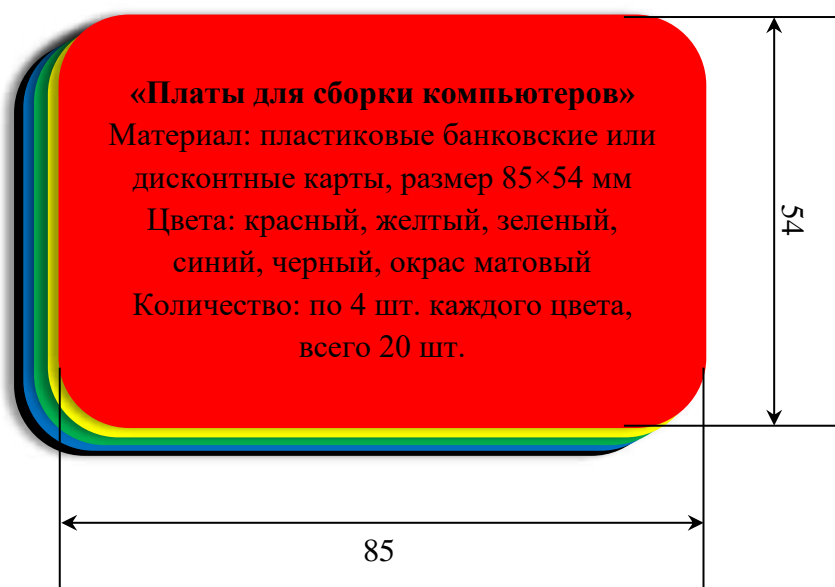 «Платы для сборки компьютеров»
Материал: пластиковые банковские или
дисконтные карты, размер 85×54 мм
Цвета: красный, желтый, зеленый,
синий, черный, окрас матовый
Количество: по 4 шт. каждого цвета,
всего 20 шт.
54
85